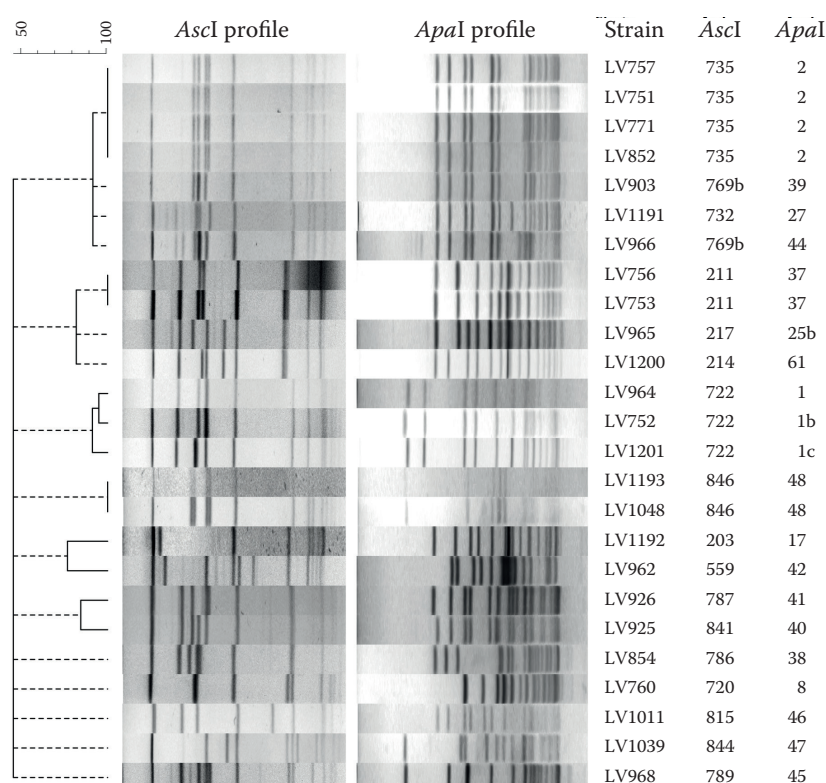 50 100
AscI profile ApaI profile Strain AscI ApaI
LV757 735 2
LV751 735 2
LV771 735 2
LV852 735 2
LV903 769b 39
LV1191 732 27
LV966 769b 44
LV756 211 37
LV753 211 37
LV965 217 25b
LV1200 214 61
LV964 722 1
LV752 722 1b
LV1201 722 1c
LV1193 846 48
LV1048 846 48
LV1192 203 17
LV962 559 42
LV926 787 41
LV925 841 40
LV854 786 38
LV760 720 8
LV1011 815 46
LV1039 844 47
LV968 789 45